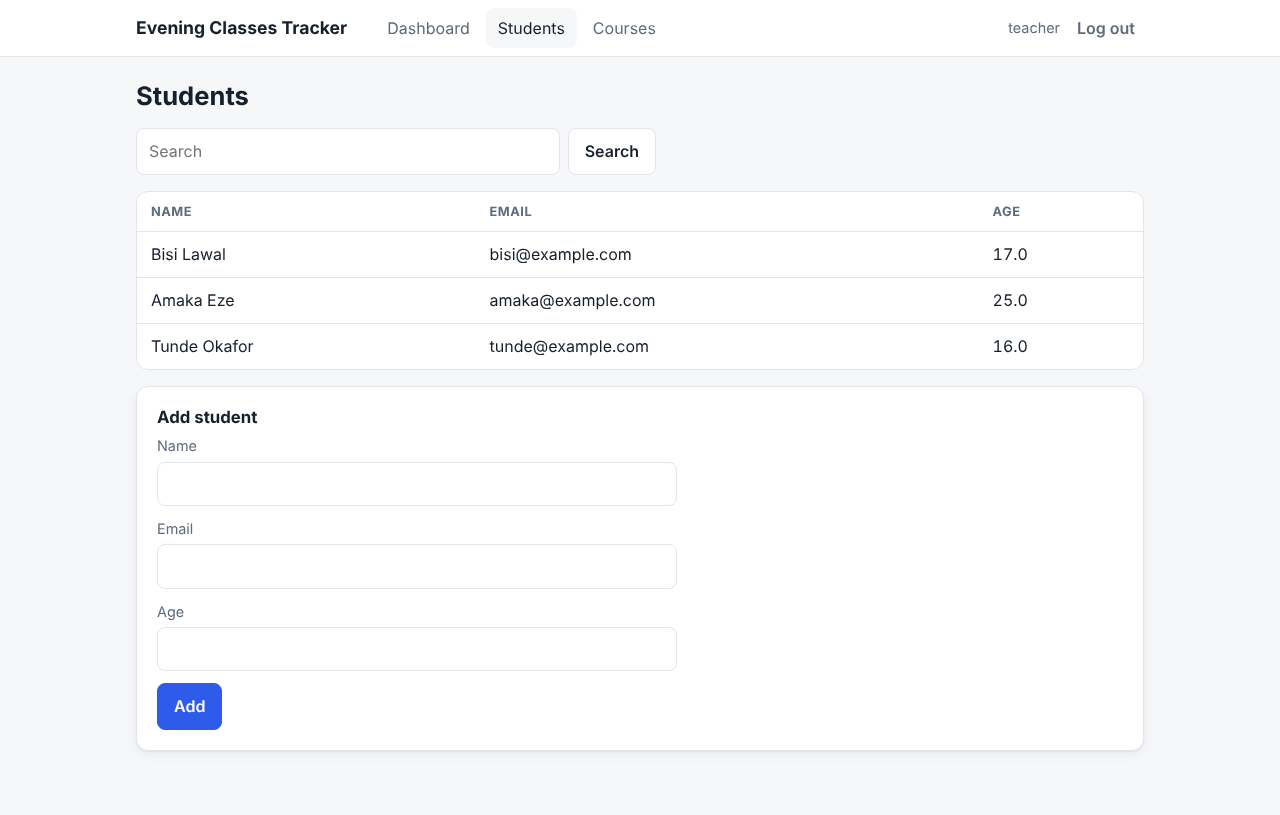 Evening Classes Tracker Dashboard Students Courses teacher Log out
Students
Search Search
NAME EMAIL AGE
Bisi Lawal bisi@example.com 17.0
Amaka Eze amaka@example.com 25.0
Tunde Okafor tunde@example.com 16.0
Add student
Name
Email
Age
Add